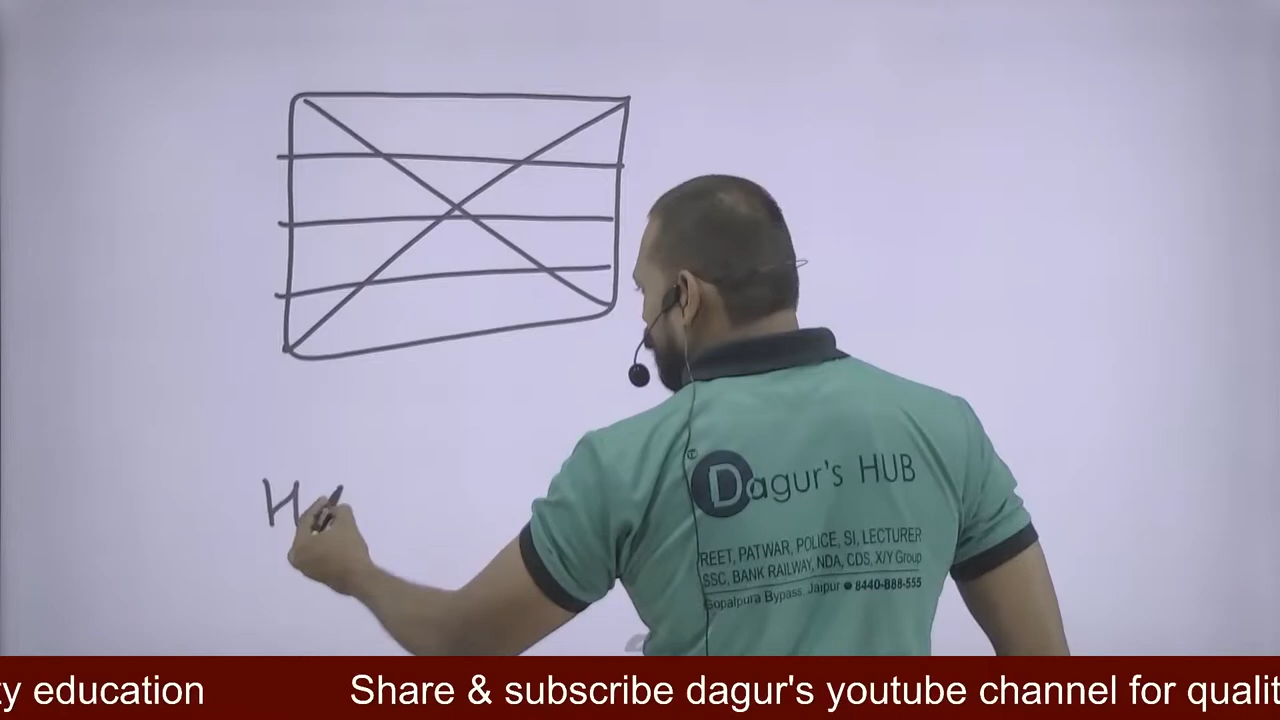 H
Dagur's HUB
REET, PATWAR, POLICE, SI, LECTURER
SSC, BANK RAILWAY, NDA, CDS, X/Y Group
Gopalpura Bypass, Jaipur ● 8440-888-555
ty education Share & subscribe dagur's youtube channel for qualit